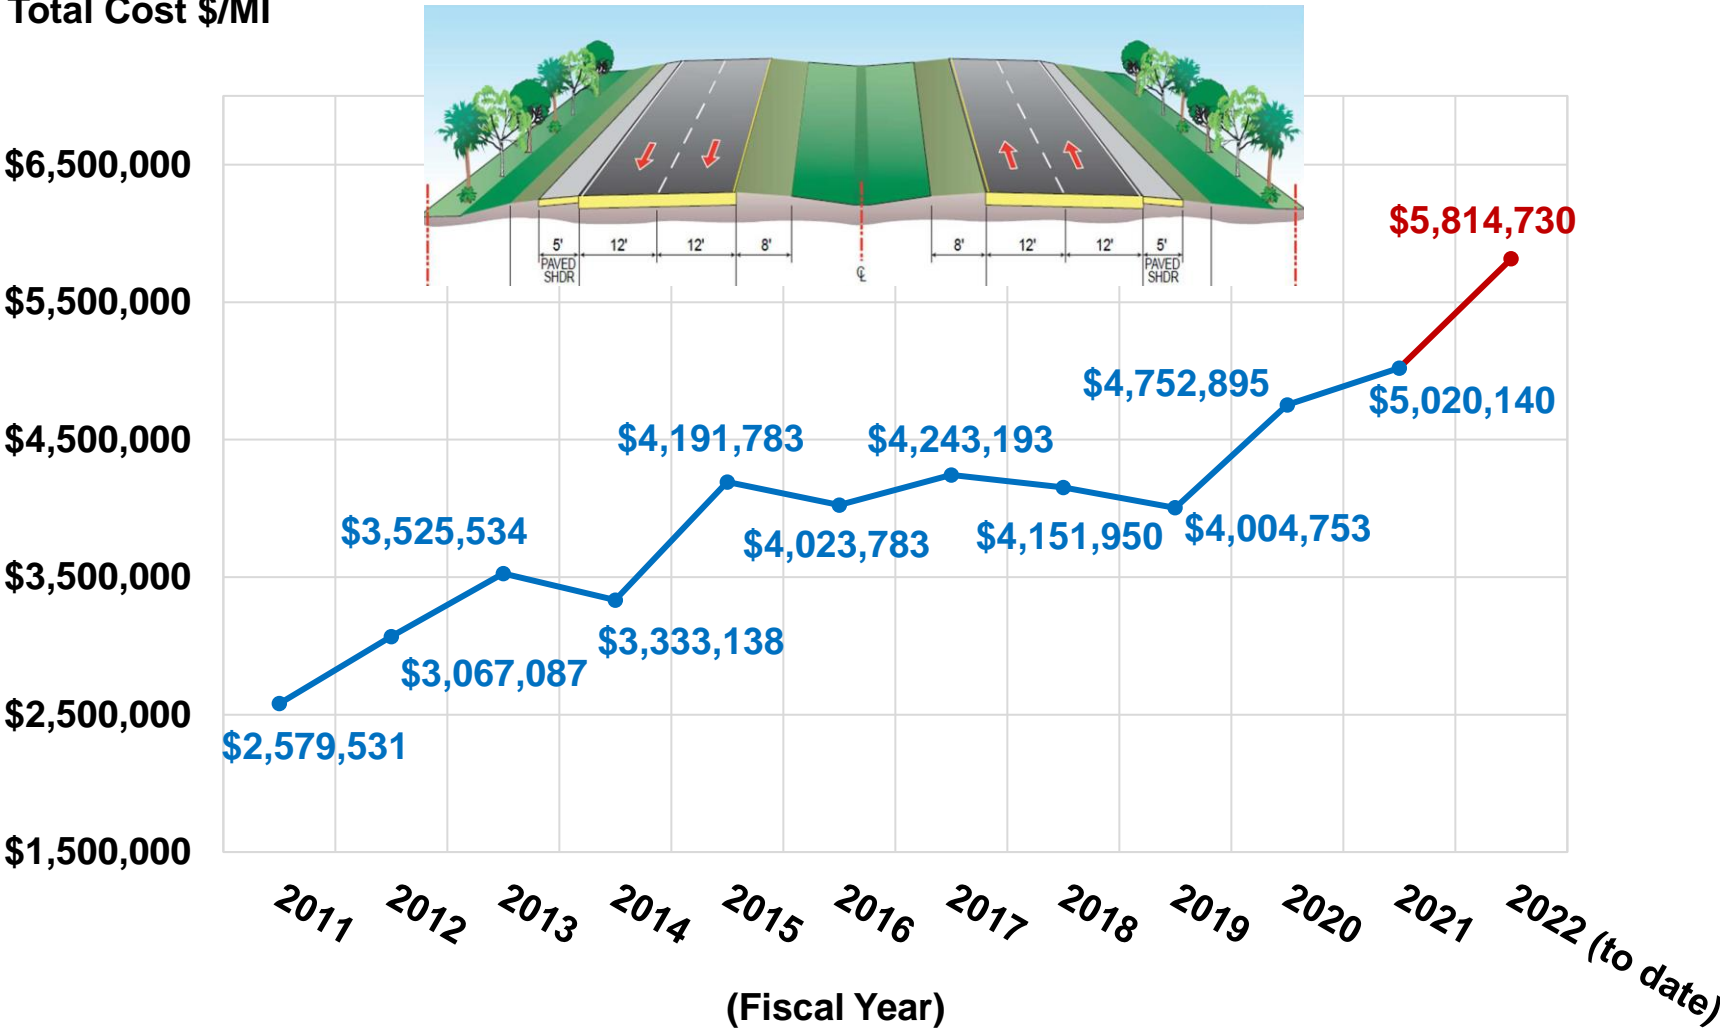 Total Cost $/MI
$6,500,000
$5,500,000
$4,500,000
$3,500,000
$2,500,000
$1,500,000
5' 12' 12' 8' 8' 12' 12' 5'
PAVED
SHDR
℄
PAVED
SHDR
$5,814,730
$4,752,895
$5,020,140
$4,191,783
$4,243,193
$3,525,534
$4,023,783
$4,151,950
$4,004,753
$3,333,138
$3,067,087
$2,579,531
2011 2012 2013 2014 2015 2016 2017 2018 2019 2020 2021 2022 (to date)
(Fiscal Year)